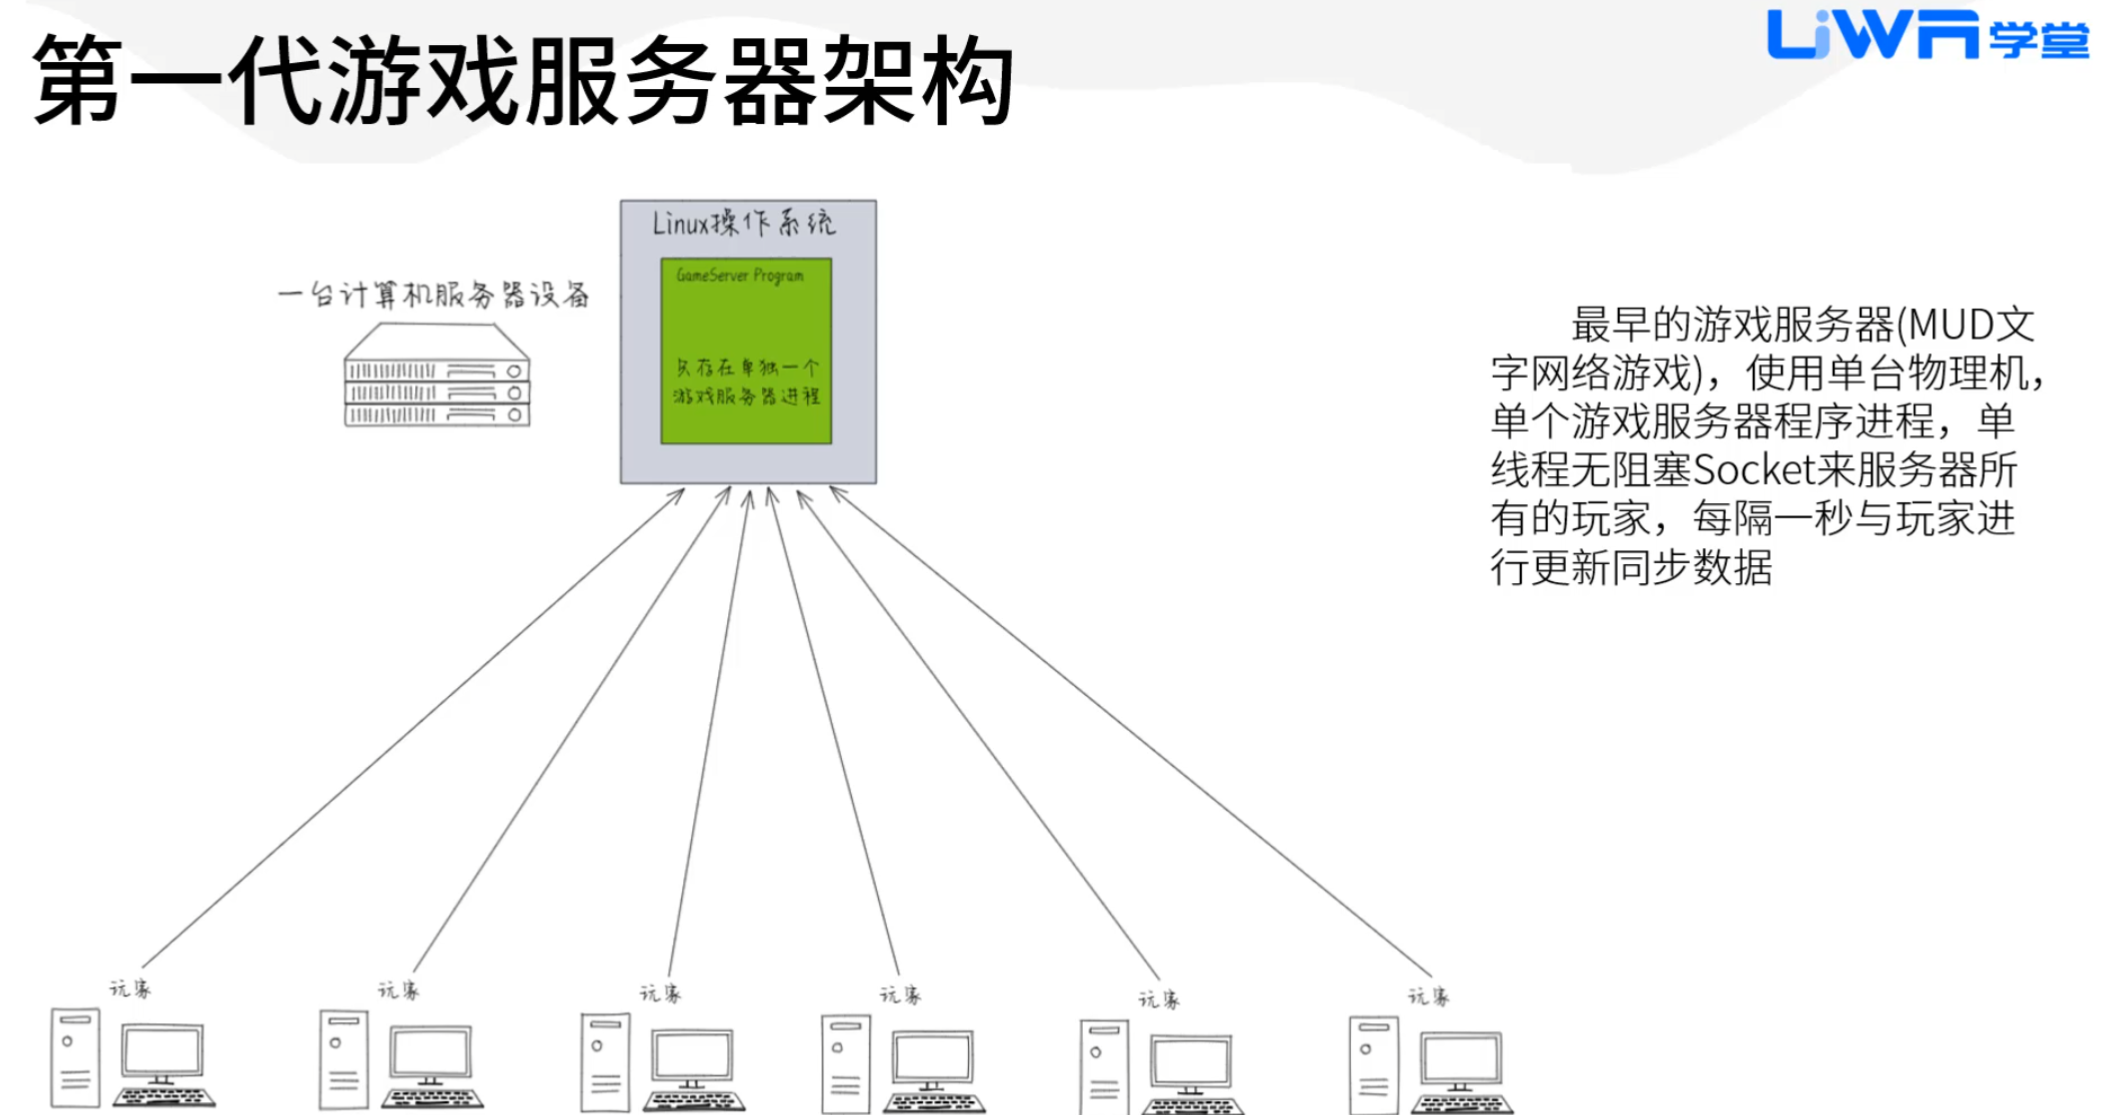 第一代游戏服务器架构
LiWA学堂
Linux操作系统
GameServer Program
只存在单独一个
游戏服务器进程
一台计算机服务器设备
最早的游戏服务器(MUD文
字网络游戏)，使用单台物理机，
单个游戏服务器程序进程，单
线程无阻塞Socket来服务器所
有的玩家，每隔一秒与玩家进
行更新同步数据
玩家
玩家
玩家
玩家
玩家
玩家